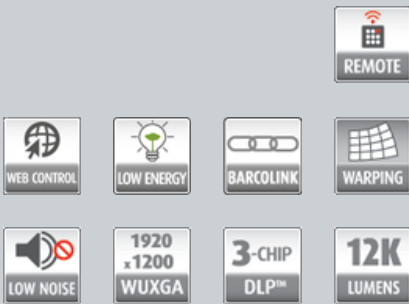 REMOTE
WEB CONTROL
LOW ENERGY
BARCOLINK
WARPING
LOW NOISE
1920
x1200
WUXGA
3-CHIP
DLP™
12K
LUMENS